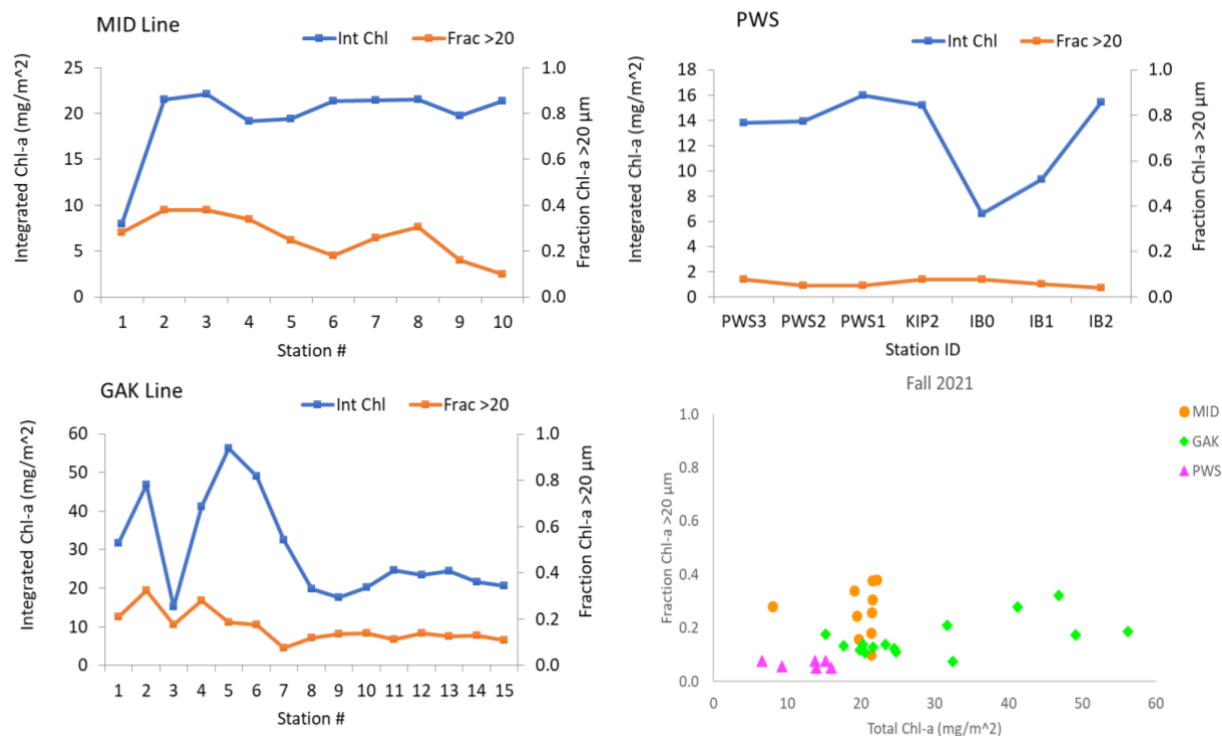 MID Line
Int Chl
Frac >20
Integrated Chl-a (mg/m^2)
25
20
15
10
5
0
1.0
0.8
0.6
0.4
0.2
0.0
Fraction Chl-a >20 µm
1 2 3 4 5 6 7 8 9 10
Station #
PWS
Int Chl
Frac >20
Integrated Chl-a (mg/m^2)
18
16
14
12
10
8
6
4
2
0
1.0
0.8
0.6
0.4
0.2
0.0
Fraction Chl-a >20 µm
PWS3 PWS2 PWS1 KIP2 IB0 IB1 IB2
Station ID
GAK Line
Int Chl
Frac >20
Integrated Chl-a (mg/m^2)
60
50
40
30
20
10
0
1.0
0.8
0.6
0.4
0.2
0.0
Fraction Chl-a >20 µm
1 2 3 4 5 6 7 8 9 10 11 12 13 14 15
Station #
Fall 2021
MID
GAK
PWS
Fraction Chl-a >20 µm
1.0
0.8
0.6
0.4
0.2
0.0
0 10 20 30 40 50 60
Total Chl-a (mg/m^2)